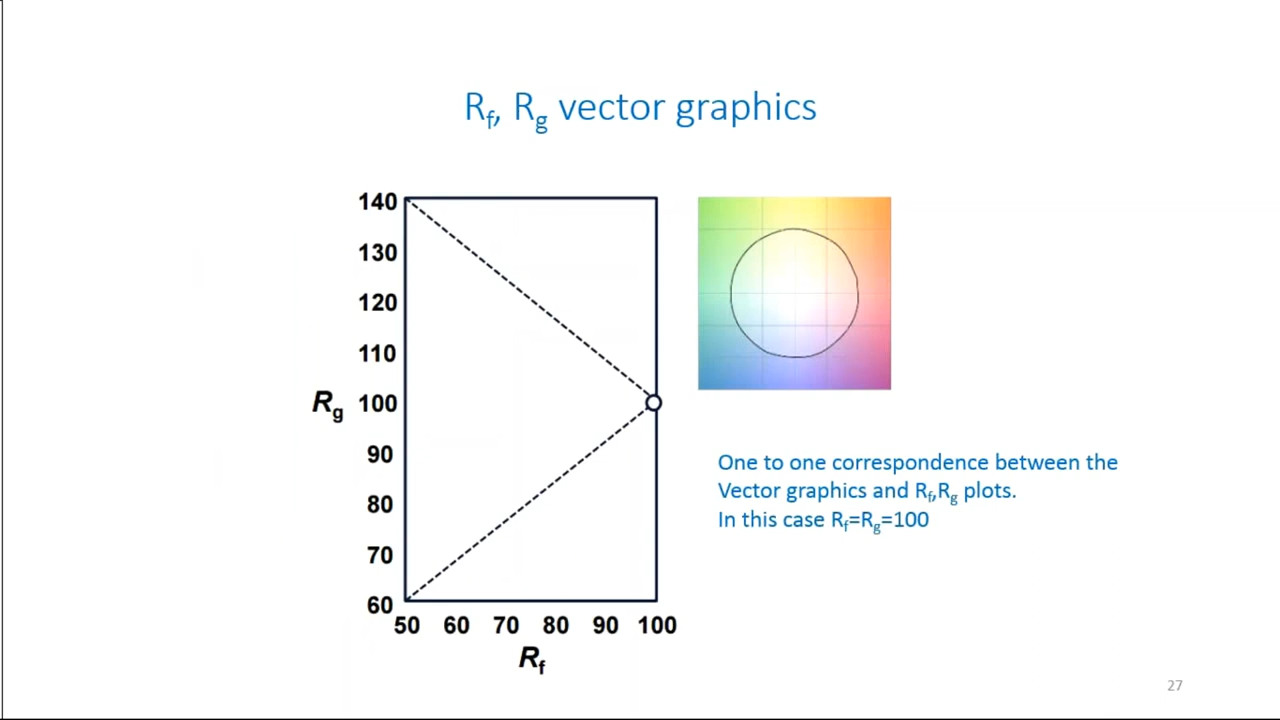 Rf, Rg vector graphics
140
130
120
110
Rg 100
90
80
70
60
50 60 70 80 90 100
Rf
One to one correspondence between the
Vector graphics and Rf,Rg plots.
In this case Rf=Rg=100
27